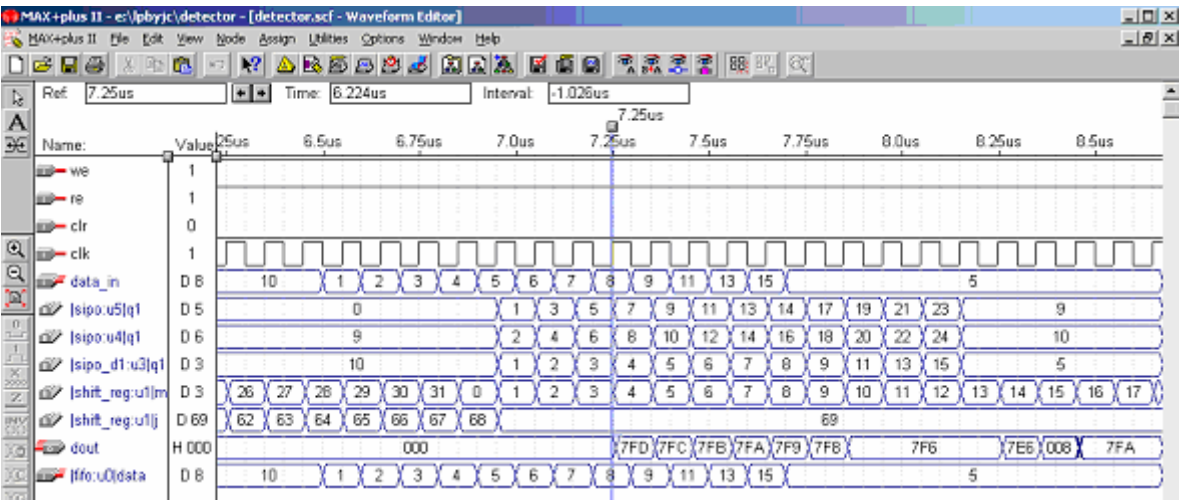 MAX+plus II - e:\lpbyjc\detector - [detector.scf - Waveform Editor]
MAX+plus II File Edit View Node Assign Utilities Options Window Help
Ref: 7.25us Time: 6.224us Interval: -1.026us
7.25us
Name: Value: 25us 6.5us 6.75us 7.0us 7.25us 7.5us 7.75us 8.0us 8.25us 8.5us
we 1
re 1
clr 0
clk 1
data_in D 8 10 1 2 3 4 5 6 7 8 9 11 13 15 5
|sipo:u5|q1 D 5 0 1 3 5 7 9 11 13 14 17 19 21 23 9
|sipo:u4|q1 D 6 9 2 4 6 8 10 12 14 16 18 20 22 24 10
|sipo_d1:u3|q1 D 3 10 1 2 3 4 5 6 7 8 9 11 13 15 5
|shift_reg:u1|m D 3 26 27 28 29 30 31 0 1 2 3 4 5 6 7 8 9 10 11 12 13 14 15 16 17
|shift_reg:u1|j D 69 62 63 64 65 66 67 68 69
dout H 000 000 7FD 7FC 7FB 7FA 7F9 7F8 7F6 7E6 008 7FA
|fifo:u0|data D 8 10 1 2 3 4 5 6 7 8 9 11 13 15 5